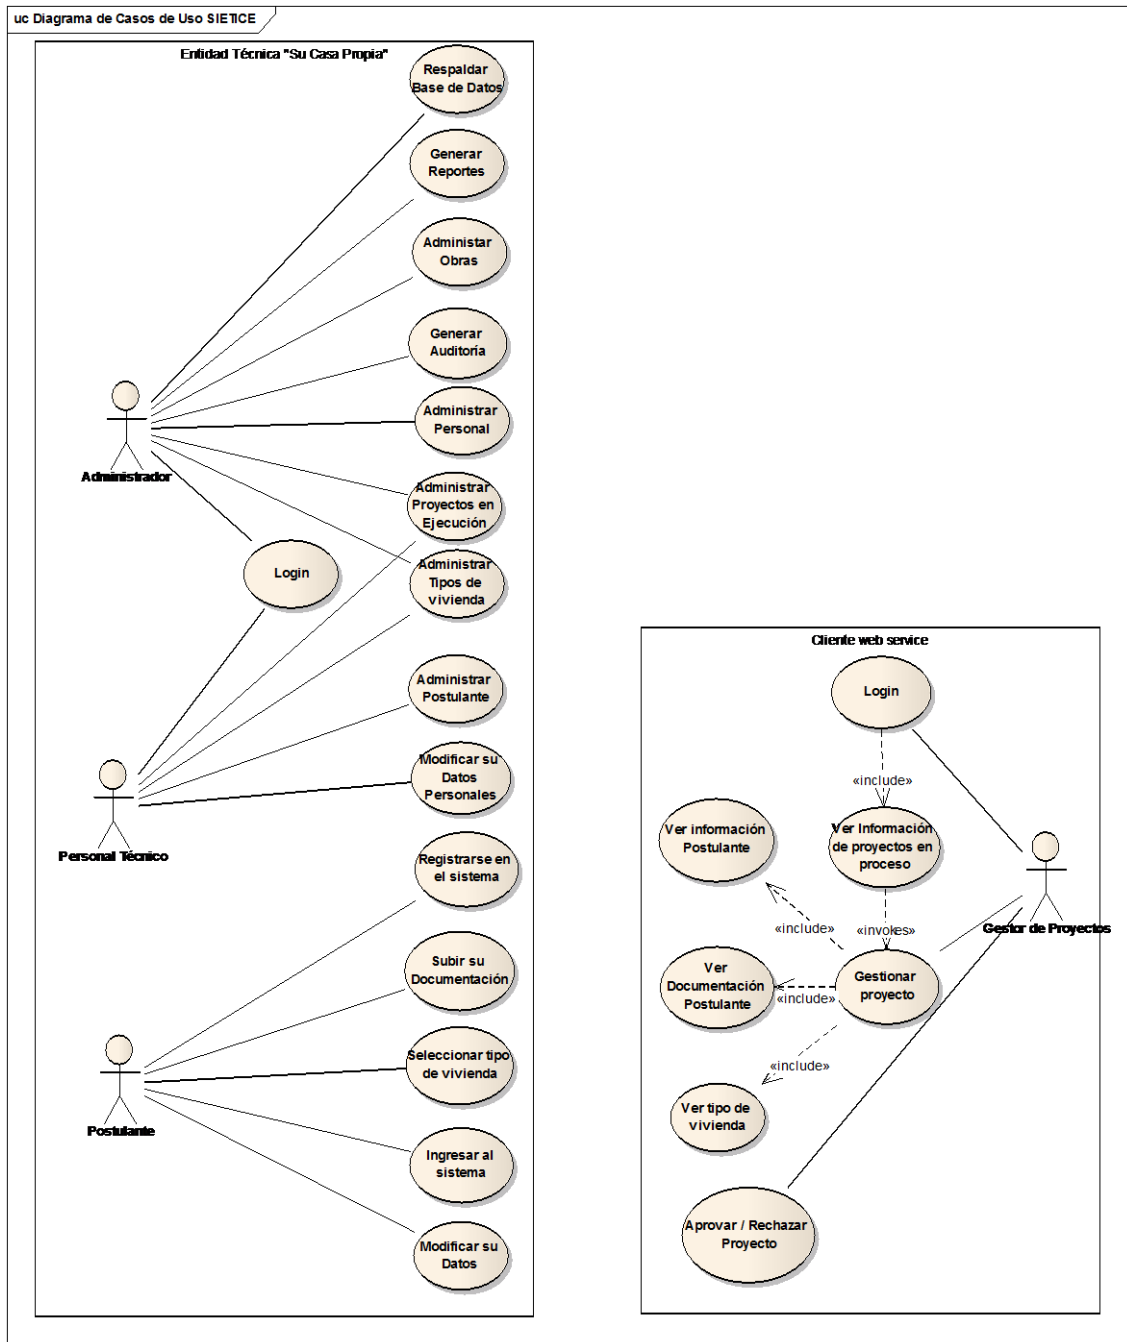 uc Diagrama de Casos de Uso SIETICE
Entidad Técnica "Su Casa Propia"
Respaldar
Base de Datos
Generar
Reportes
Administar
Obras
Generar
Auditoría
Administrar
Personal
Administrador
Administrar
Proyectos en
Ejecución
Login
Administrar
Tipos de
vivienda
Administrar
Postulante
Modificar su
Datos
Personales
Personal Técnico
Registrarse en
el sistema
Subir su
Documentación
Seleccionar tipo
de vivienda
Postulante
Ingresar al
sistema
Modificar su
Datos
Cliente web service
Login
«include»
Ver información
Postulante
Ver Información
de proyectos en
proceso
«include»
«invokes»
Gestor de Proyectos
Ver
Documentación
Postulante
«include»
Gestionar
proyecto
«include»
Ver tipo de
vivienda
Aprovar / Rechazar
Proyecto